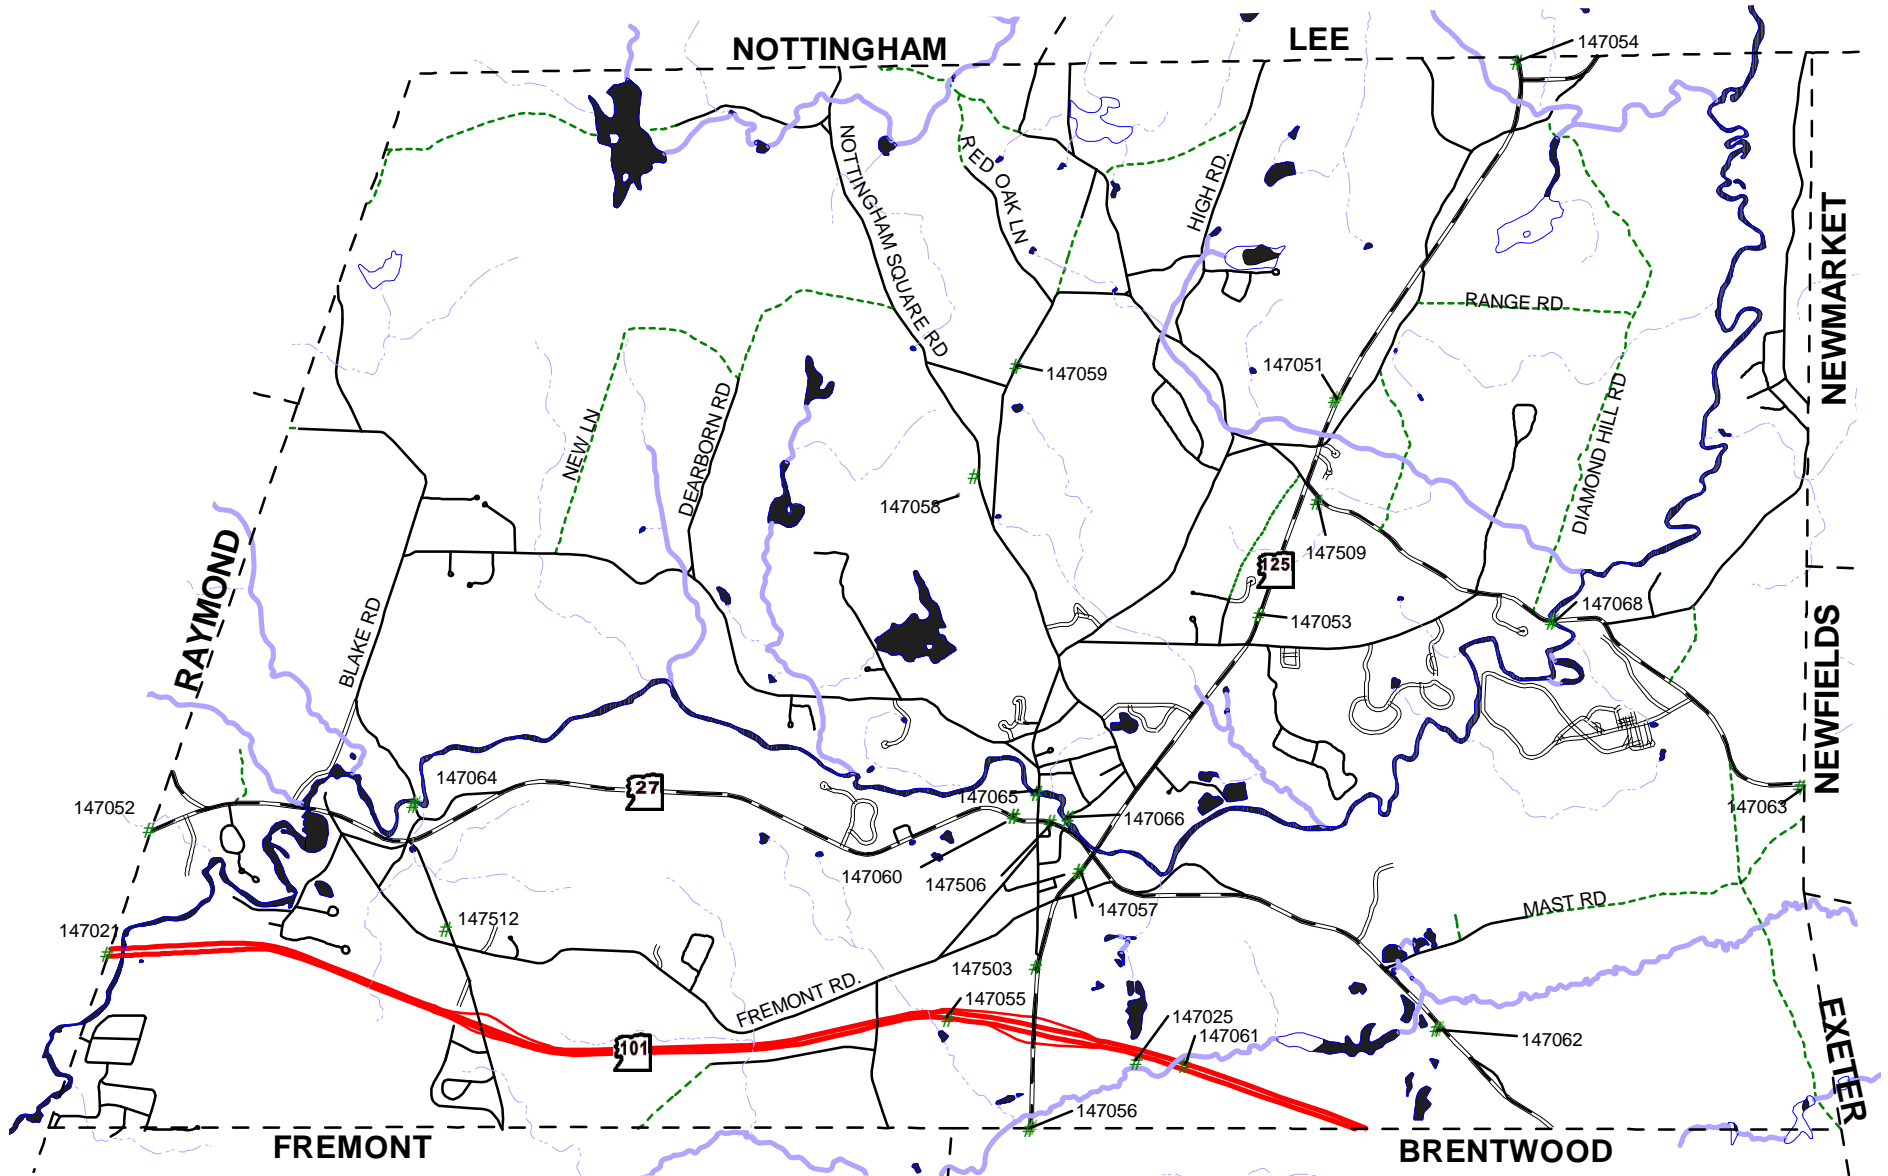 NOTTINGHAM
LEE
147054
NOTTINGHAM SQUARE RD
RED OAK LN
HIGH RD.
NEWMARKET
RANGE RD
147051
147059
DIAMOND HILL RD
NEW LN
DEARBORN RD
147058
147509
125
RAYMOND
BLAKE RD
147068
147053
NEWFIELDS
147064
27
147052
147065
147066
147063
147060
147506
147057
MAST RD
147512
147021
147503
FREMONT RD.
147055
147025
147061
147062
101
EXETER
147056
FREMONT
BRENTWOOD